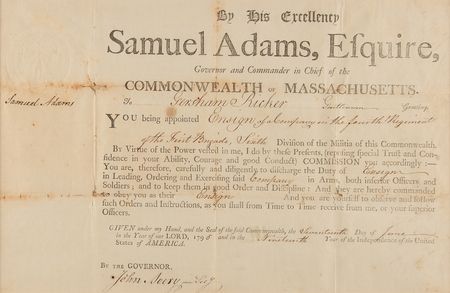 By His Excellency
Samuel Adams, Esquire,
Governor and Commander in Chief of the
COMMONWEALTH OF MASSACHUSETTS.
Samuel Adams
To Gentleman Greeting.
YOU being appointed Ensign of a Company in the fourth Regiment
of the First Brigade, Sixth Division of the Militia of this Commonwealth.
By Virtue of the Power vested in me, I do by these Presents, (reposing special Trust and Con-
fidence in your Ability, Courage and good Conduct) COMMISSION you accordingly—
You are, therefore, carefully and diligently to discharge the Duty of Ensign
in Leading, Ordering and Exercising said Company in Arms, both inferior Officers and
Soldiers; and to keep them in good Order and Discipline: And they are hereby commanded
to obey you as their Ensign And you are yourself to observe and follow
such Orders and Instructions, as you shall from Time to Time receive from me, or your superior
Officers.
GIVEN under my Hand, and the Seal of the said Commonwealth, the Day of June
in the Year of our LORD, 179 and in the Year of the Independence of the United
States of AMERICA.
By the GOVERNOR,
John Avery Secy